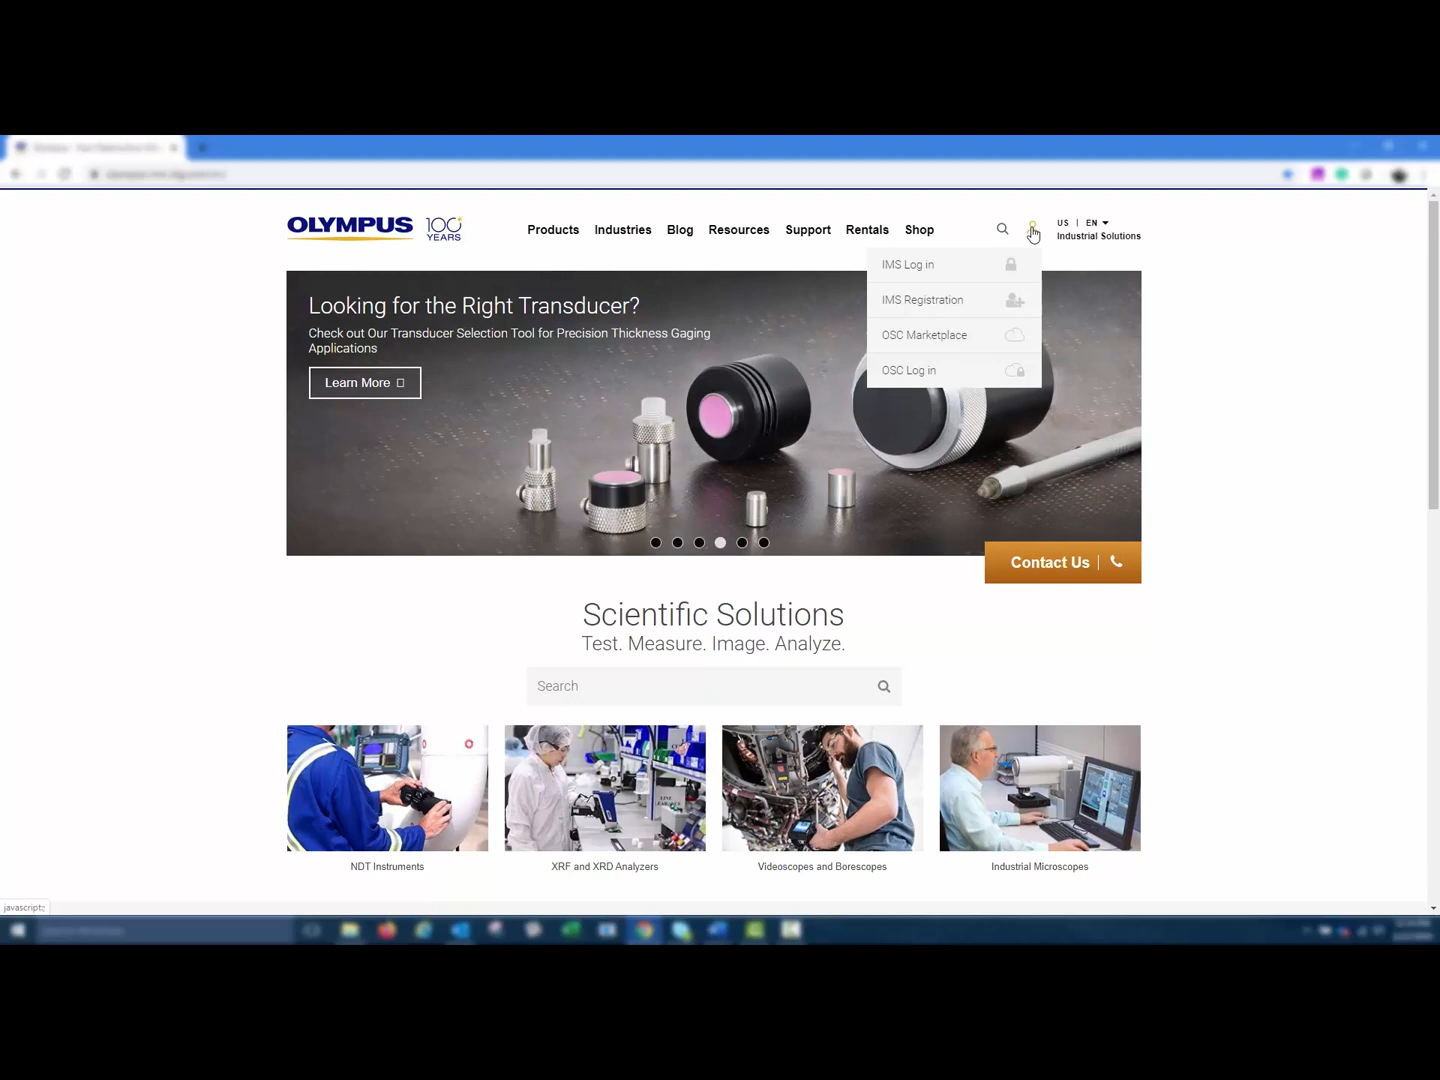 OLYMPUS 100 YEARS
Products Industries Blog Resources Support Rentals Shop
US | EN
Industrial Solutions
IMS Log in
IMS Registration
OSC Marketplace
OSC Log in
Looking for the Right Transducer?
Check out Our Transducer Selection Tool for Precision Thickness Gaging
Applications
Learn More
Contact Us
Scientific Solutions
Test. Measure. Image. Analyze.
Search
NDT Instruments
XRF and XRD Analyzers
Videoscopes and Borescopes
Industrial Microscopes
javascript:;